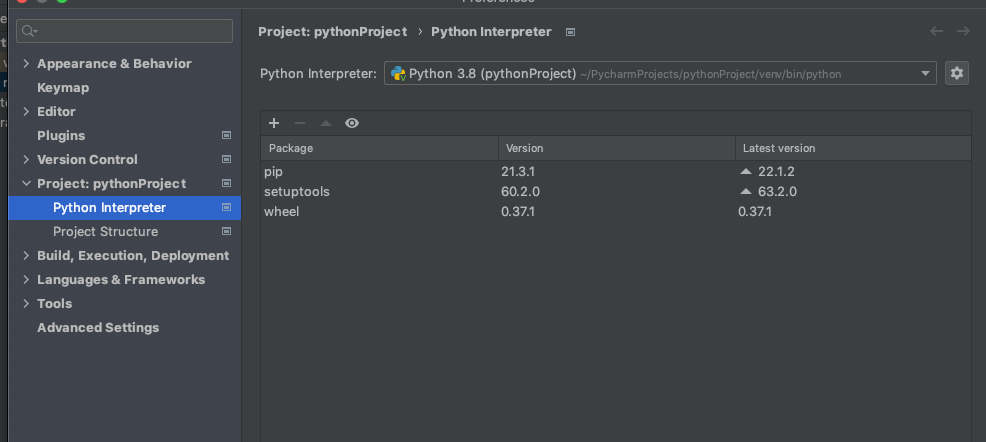 Preferences
Project: pythonProject › Python Interpreter
Appearance & Behavior
Keymap
Editor
Plugins
Version Control
Project: pythonProject
Python Interpreter
Project Structure
Build, Execution, Deployment
Languages & Frameworks
Tools
Advanced Settings
Python Interpreter: Python 3.8 (pythonProject) ~/PycharmProjects/pythonProject/venv/bin/python
Package Version Latest version
pip 21.3.1 22.1.2
setuptools 60.2.0 63.2.0
wheel 0.37.1 0.37.1